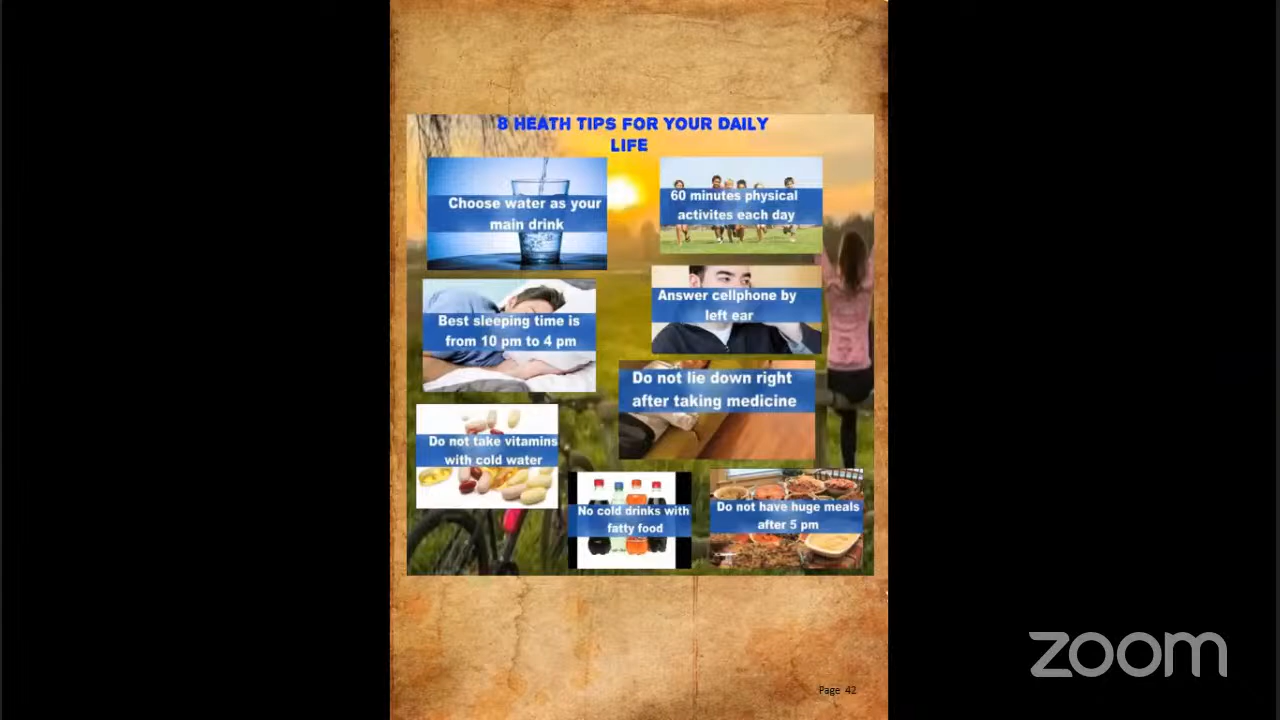 8 HEATH TIPS FOR YOUR DAILY
LIFE
Choose water as your
main drink
60 minutes physical
activites each day
Best sleeping time is
from 10 pm to 4 pm
Answer cellphone by
left ear
Do not lie down right
after taking medicine
Do not take vitamins
with cold water
No cold drinks with
fatty food
Do not have huge meals
after 5 pm
zoom
Page 42